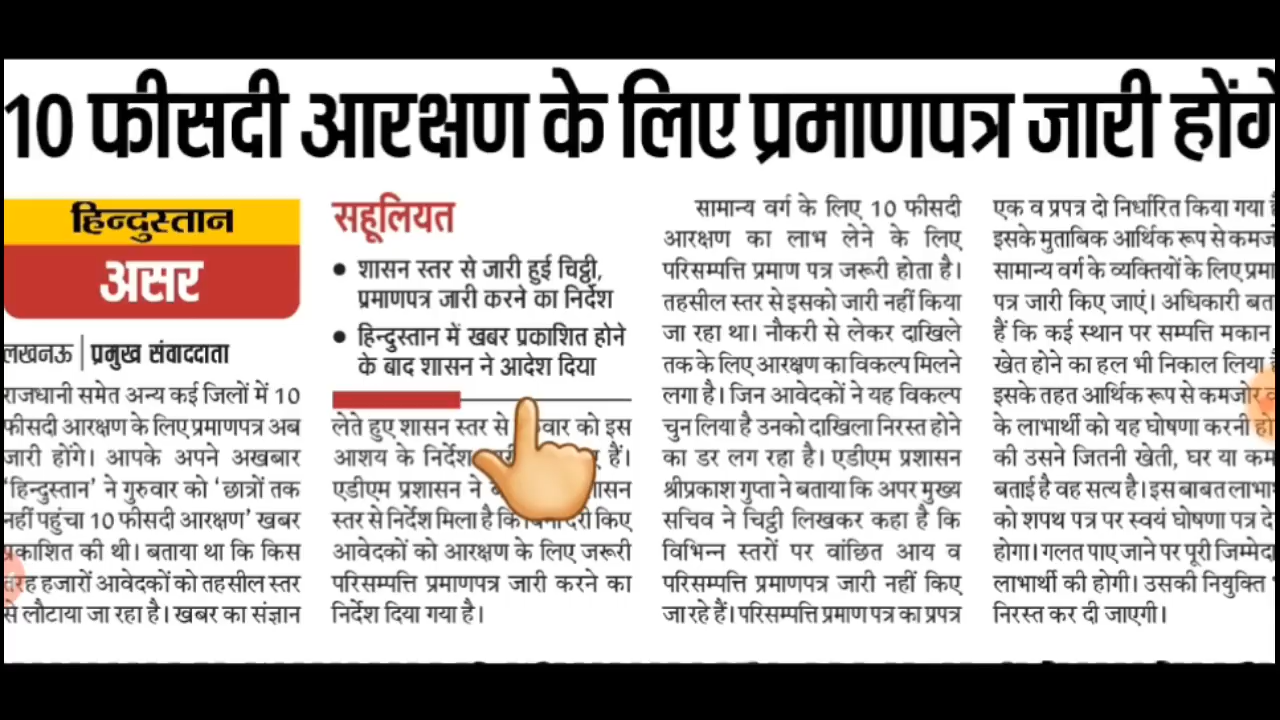 10 फीसदी आरक्षण के लिए प्रमाणपत्र जारी होंगे
हिन्दुस्तान
असर
लखनऊ | प्रमुख संवाददाता
राजधानी समेत अन्य कई जिलों में 10
फीसदी आरक्षण के लिए प्रमाणपत्र अब
जारी होंगे। आपके अपने अखबार
'हिन्दुस्तान' ने गुरुवार को 'छात्रों तक
नहीं पहुंचा 10 फीसदी आरक्षण' खबर
प्रकाशित की थी। बताया था कि किस
तरह हजारों आवेदकों को तहसील स्तर
से लौटाया जा रहा है। खबर का संज्ञान
सहूलियत
● शासन स्तर से जारी हुई चिट्ठी,
प्रमाणपत्र जारी करने का निर्देश
● हिन्दुस्तान में खबर प्रकाशित होने
के बाद शासन ने आदेश दिया
लेते हुए शासन स्तर से वार को इस
आशय के निर्देश हैं।
एडीएम प्रशासन ने शासन
स्तर से निर्देश मिला है कि किए
आवेदकों को आरक्षण के लिए जरूरी
परिसम्पत्ति प्रमाणपत्र जारी करने का
निर्देश दिया गया है।
सामान्य वर्ग के लिए 10 फीसदी
आरक्षण का लाभ लेने के लिए
परिसम्पत्ति प्रमाण पत्र जरूरी होता है।
तहसील स्तर से इसको जारी नहीं किया
जा रहा था। नौकरी से लेकर दाखिले
तक के लिए आरक्षण का विकल्प मिलने
लगा है। जिन आवेदकों ने यह विकल्प
चुन लिया है उनको दाखिला निरस्त होने
का डर लग रहा है। एडीएम प्रशासन
श्रीप्रकाश गुप्ता ने बताया कि अपर मुख्य
सचिव ने चिट्ठी लिखकर कहा है कि
विभिन्न स्तरों पर वांछित आय व
परिसम्पत्ति प्रमाणपत्र जारी नहीं किए
जा रहे हैं। परिसम्पत्ति प्रमाण पत्र का प्रपत्र
एक व प्रपत्र दो निर्धारित किया गया है
इसके मुताबिक आर्थिक रूप से कमजो
सामान्य वर्ग के व्यक्तियों के लिए प्रमा
पत्र जारी किए जाएं। अधिकारी बता
हैं कि कई स्थान पर सम्पत्ति मकान
खेत होने का हल भी निकाल लिया है
इसके तहत आर्थिक रूप से कमजोर व
के लाभार्थी को यह घोषणा करनी हो
की उसने जितनी खेती, घर या कम
बताई है वह सत्य है। इस बाबत लाभा
को शपथ पत्र पर स्वयं घोषणा पत्र दे
होगा। गलत पाए जाने पर पूरी जिम्मेदा
लाभार्थी की होगी। उसकी नियुक्ति
निरस्त कर दी जाएगी।